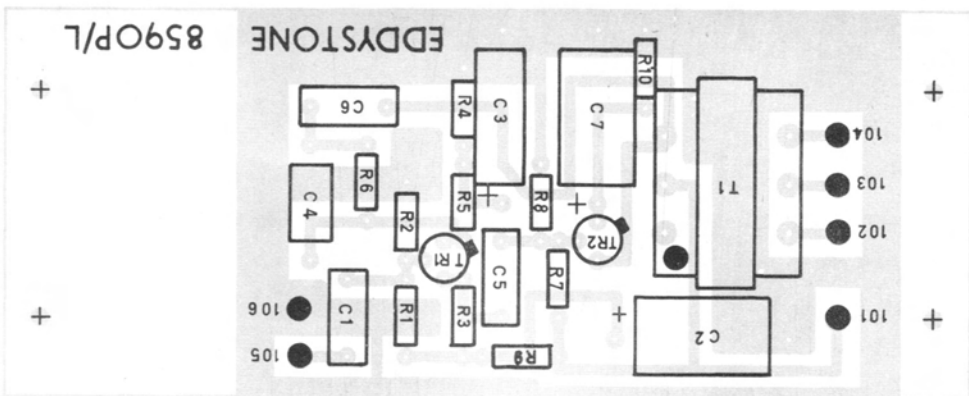 EDDYSTONE 8590P/L
R10
C6
R4
C3
C7
104
R6
T1
103
C4
R5
R8
R2
102
TR2
TR1
C5
R7
106
C1
R1
R3
101
C2
105
R9